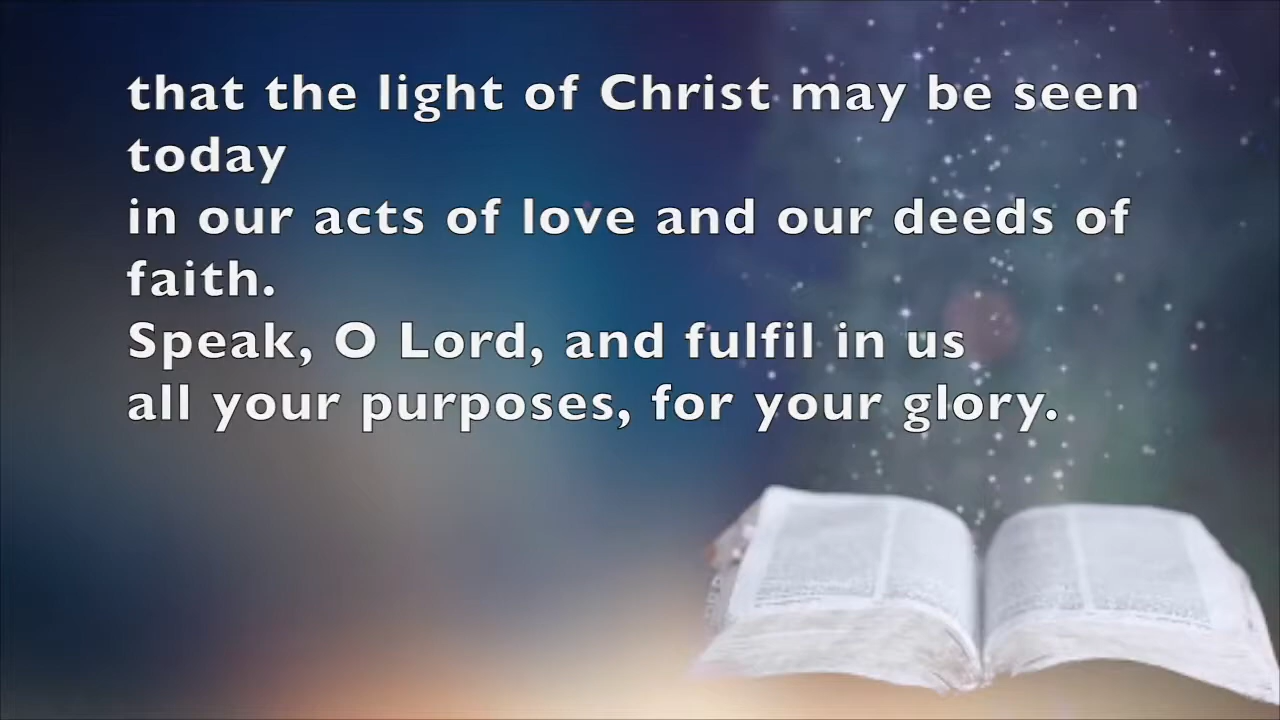 that the light of Christ may be seen
today
in our acts of love and our deeds of
faith.
Speak, O Lord, and fulfil in us
all your purposes, for your glory.